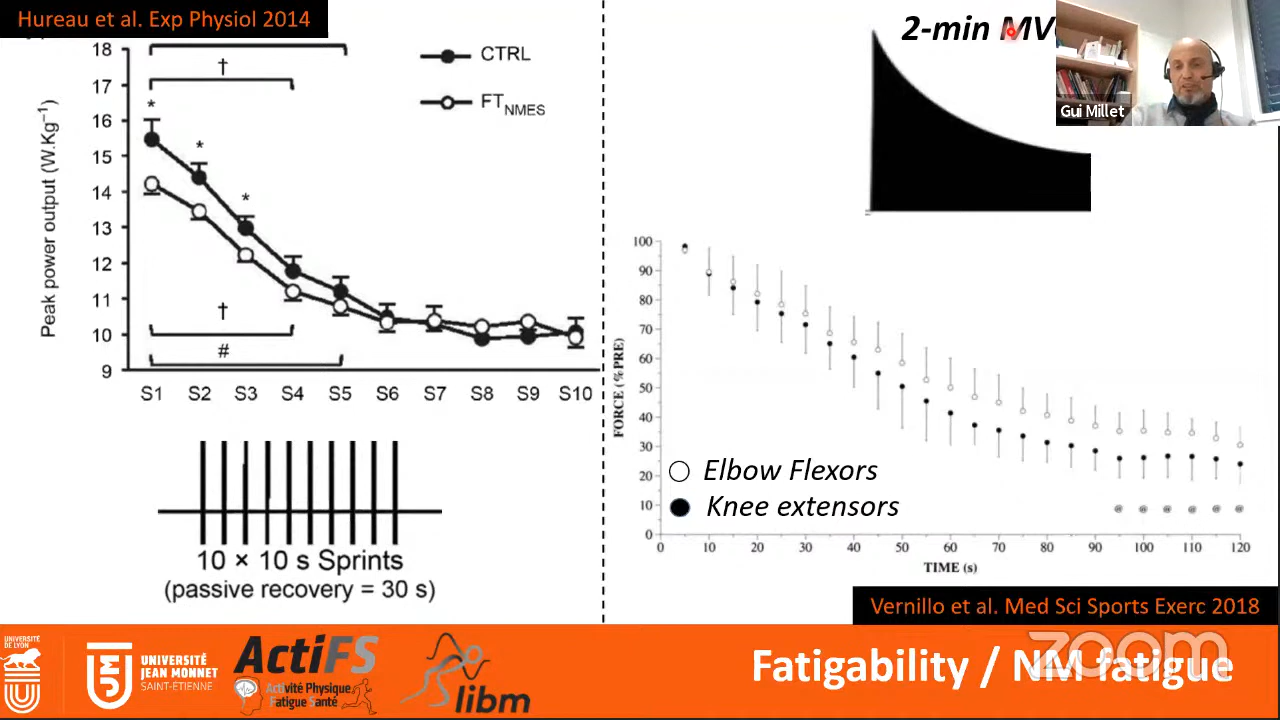 Hureau et al. Exp Physiol 2014
18
17
16
15
14
13
12
11
10
9
Peak power output (W.Kg⁻¹)
CTRL
FT NMES
†
*
*
*
†
#
S1 S2 S3 S4 S5 S6 S7 S8 S9 S10
10 × 10 s Sprints
(passive recovery = 30 s)
2-min MV
Gui Millet
100
90
80
70
60
50
40
30
20
10
0
FORCE (%PRE)
Elbow Flexors
Knee extensors
@ @ @ @ @ @
0 10 20 30 40 50 60 70 80 90 100 110 120
TIME (s)
Vernillo et al. Med Sci Sports Exerc 2018
UNIVERSITÉ
DE LYON
UNIVERSITÉ
JEAN MONNET
SAINT-ÉTIENNE
ActiFS
Activité Physique
Fatigue Santé
libm
Fatigability / NM fatigue
zoom